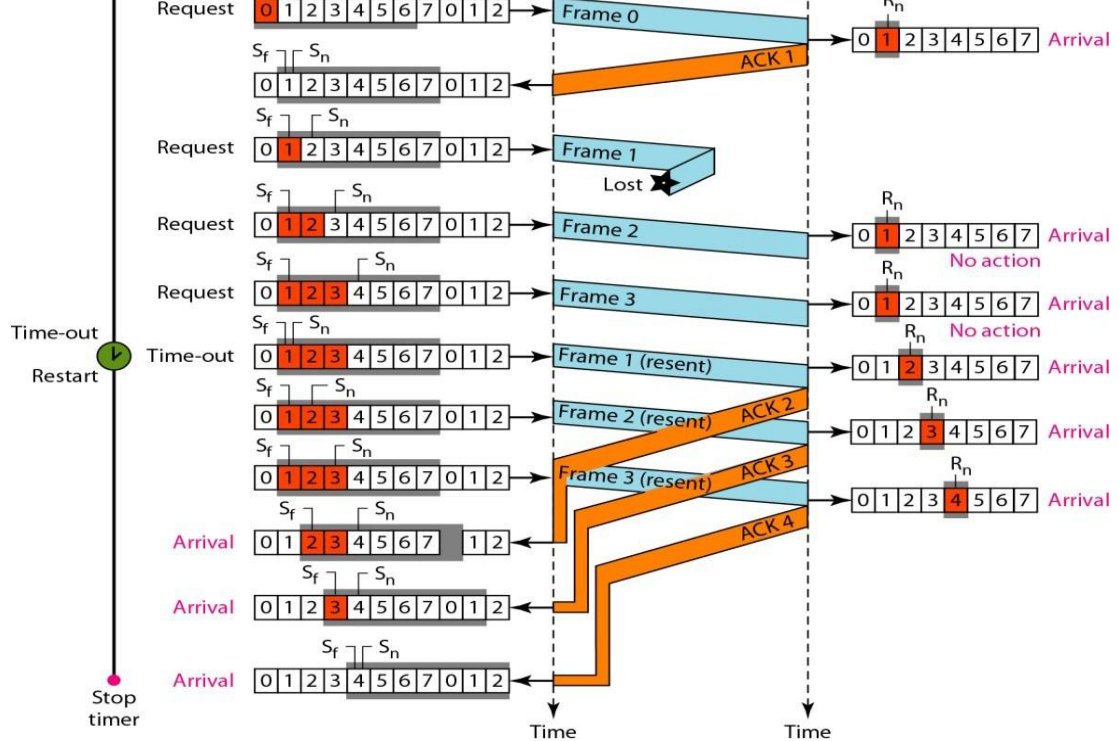 Request 0 1 2 3 4 5 6 7 0 1 2 Frame 0
Rn
0 1 2 3 4 5 6 7 Arrival
ACK 1
Sf Sn
0 1 2 3 4 5 6 7 0 1 2
Sf Sn
Request 0 1 2 3 4 5 6 7 0 1 2 Frame 1
Lost
Sf Sn
Request 0 1 2 3 4 5 6 7 0 1 2 Frame 2
Rn
0 1 2 3 4 5 6 7 Arrival
No action
Sf Sn
Request 0 1 2 3 4 5 6 7 0 1 2 Frame 3
Rn
0 1 2 3 4 5 6 7 Arrival
No action
Time-out
Restart
Sf Sn
Time-out 0 1 2 3 4 5 6 7 0 1 2 Frame 1 (resent)
Rn
0 1 2 3 4 5 6 7 Arrival
ACK 2
Sf Sn
0 1 2 3 4 5 6 7 0 1 2 Frame 2 (resent)
Rn
0 1 2 3 4 5 6 7 Arrival
ACK 3
Sf Sn
0 1 2 3 4 5 6 7 0 1 2 Frame 3 (resent)
Rn
0 1 2 3 4 5 6 7 Arrival
ACK 4
Sf Sn
Arrival 0 1 2 3 4 5 6 7 1 2
Sf Sn
Arrival 0 1 2 3 4 5 6 7 0 1 2
Sf Sn
Arrival 0 1 2 3 4 5 6 7 0 1 2
Stop
timer
Time
Time